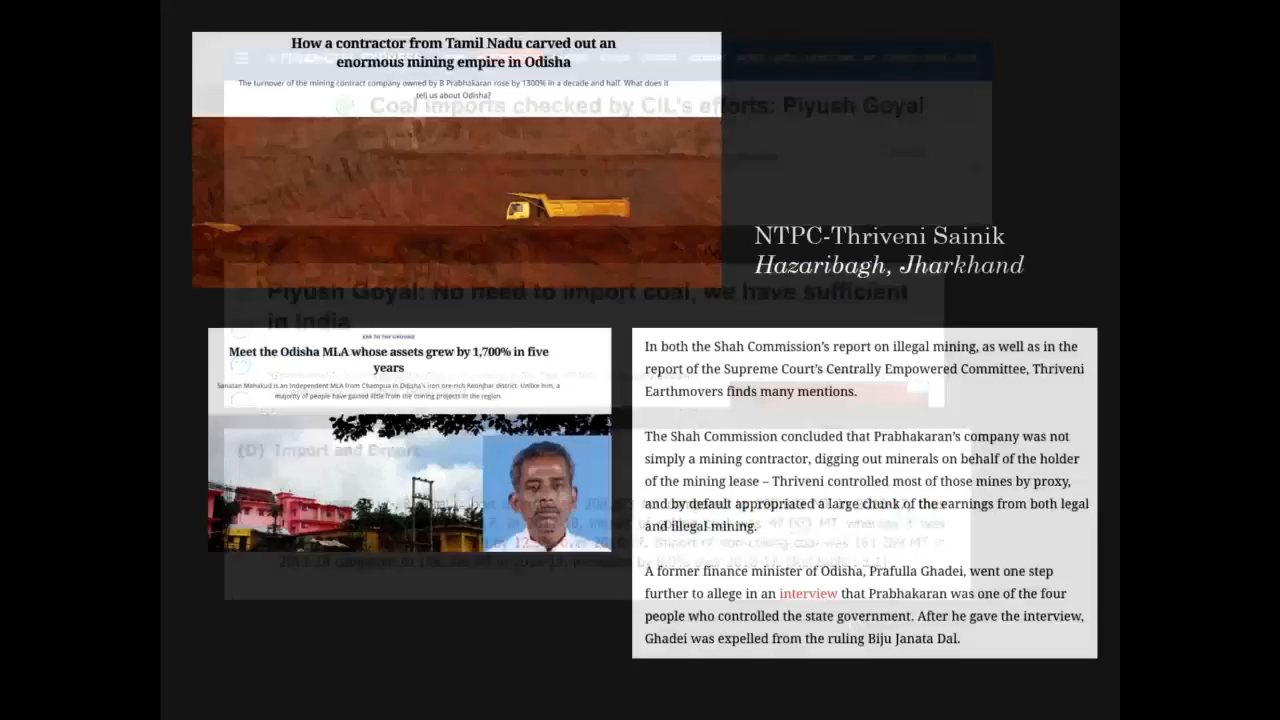 How a contractor from Tamil Nadu carved out an
enormous mining empire in Odisha
The turnover of the mining contract company owned by B Prabhakaran rose by 1300% in a decade and half. What does it
tell us about Odisha?
Coal imports checked by CIL's efforts: Piyush Goyal
NTPC-Thriveni Sainik
Hazaribagh, Jharkhand
Piyush Goyal: No need to import coal, we have sufficient
in India
EAR TO THE GROUND
Meet the Odisha MLA whose assets grew by 1,700% in five
years
Sanatan Mahakud is an independent MLA from Champua in Odisha's iron ore-rich Keonjhar district. Unlike him, a
majority of people have gained little from the mining projects in the region.
(D) Import and Export
In both the Shah Commission's report on illegal mining, as well as in the
report of the Supreme Court's Centrally Empowered Committee, Thriveni
Earthmovers finds many mentions.
The Shah Commission concluded that Prabhakaran's company was not
simply a mining contractor, digging out minerals on behalf of the holder
of the mining lease – Thriveni controlled most of those mines by proxy,
and by default appropriated a large chunk of the earnings from both legal
and illegal mining.
A former finance minister of Odisha, Prafulla Ghadei, went one step
further to allege in an interview that Prabhakaran was one of the four
people who controlled the state government. After he gave the interview,
Ghadei was expelled from the ruling Biju Janata Dal.